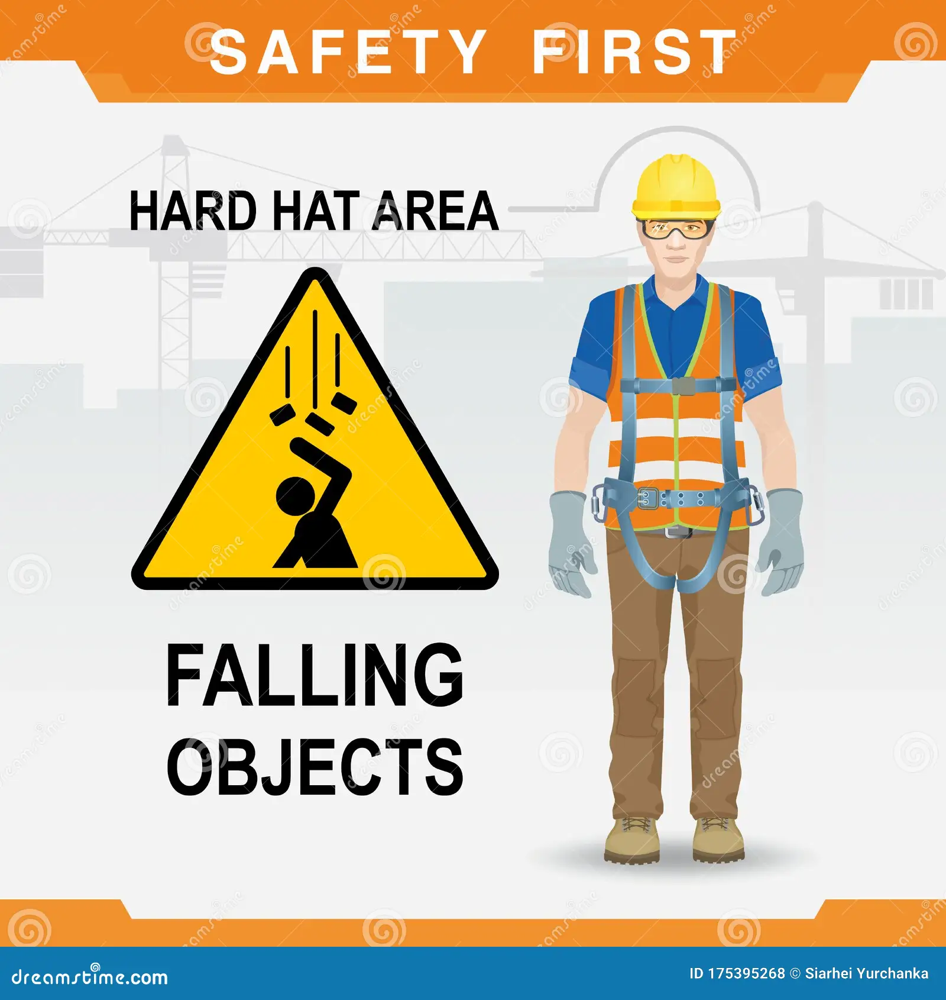 SAFETY FIRST
HARD HAT AREA
FALLING
OBJECTS
dreamstime.com
ID 175395268 © Siarhei Yurchanka